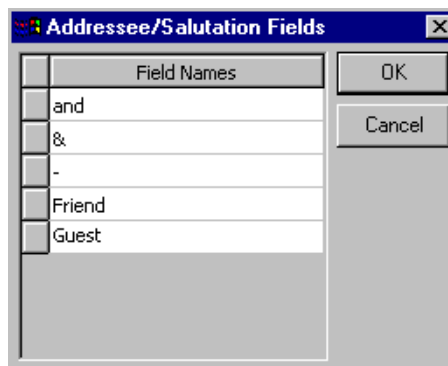 Addressee/Salutation Fields
Field Names
and
&
-
Friend
Guest
OK
Cancel